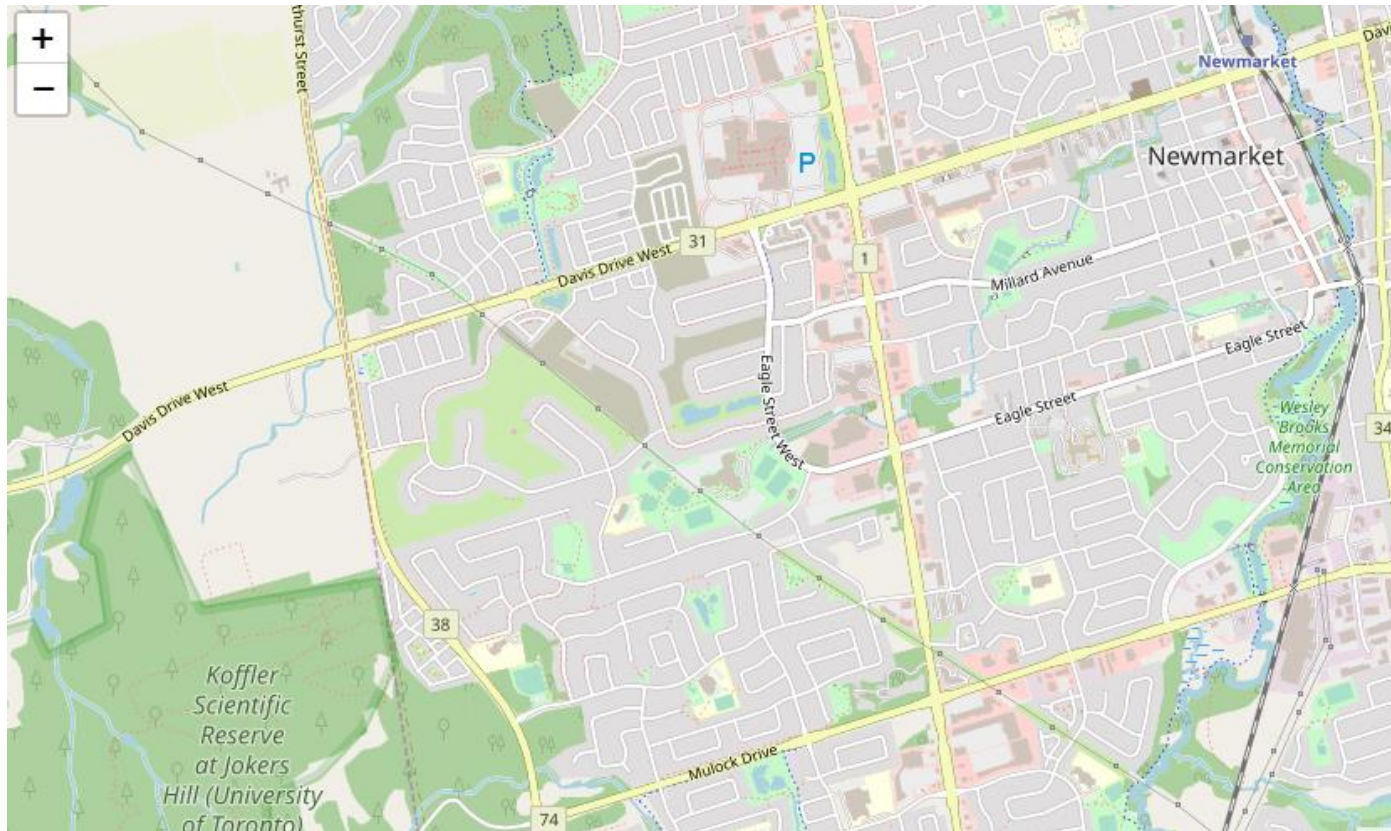 +
−
thurst Street
Davi
Newmarket
Newmarket
P
31
Davis Drive West
1
Millard Avenue
Eagle Street
Eagle Street West
Eagle Street
Davis Drive West
34
Wesley
Brooks
Memorial
Conservation
Area
38
Koffler
Scientific
Reserve
at Jokers
Hill (University
of Toronto)
Mulock Drive
74